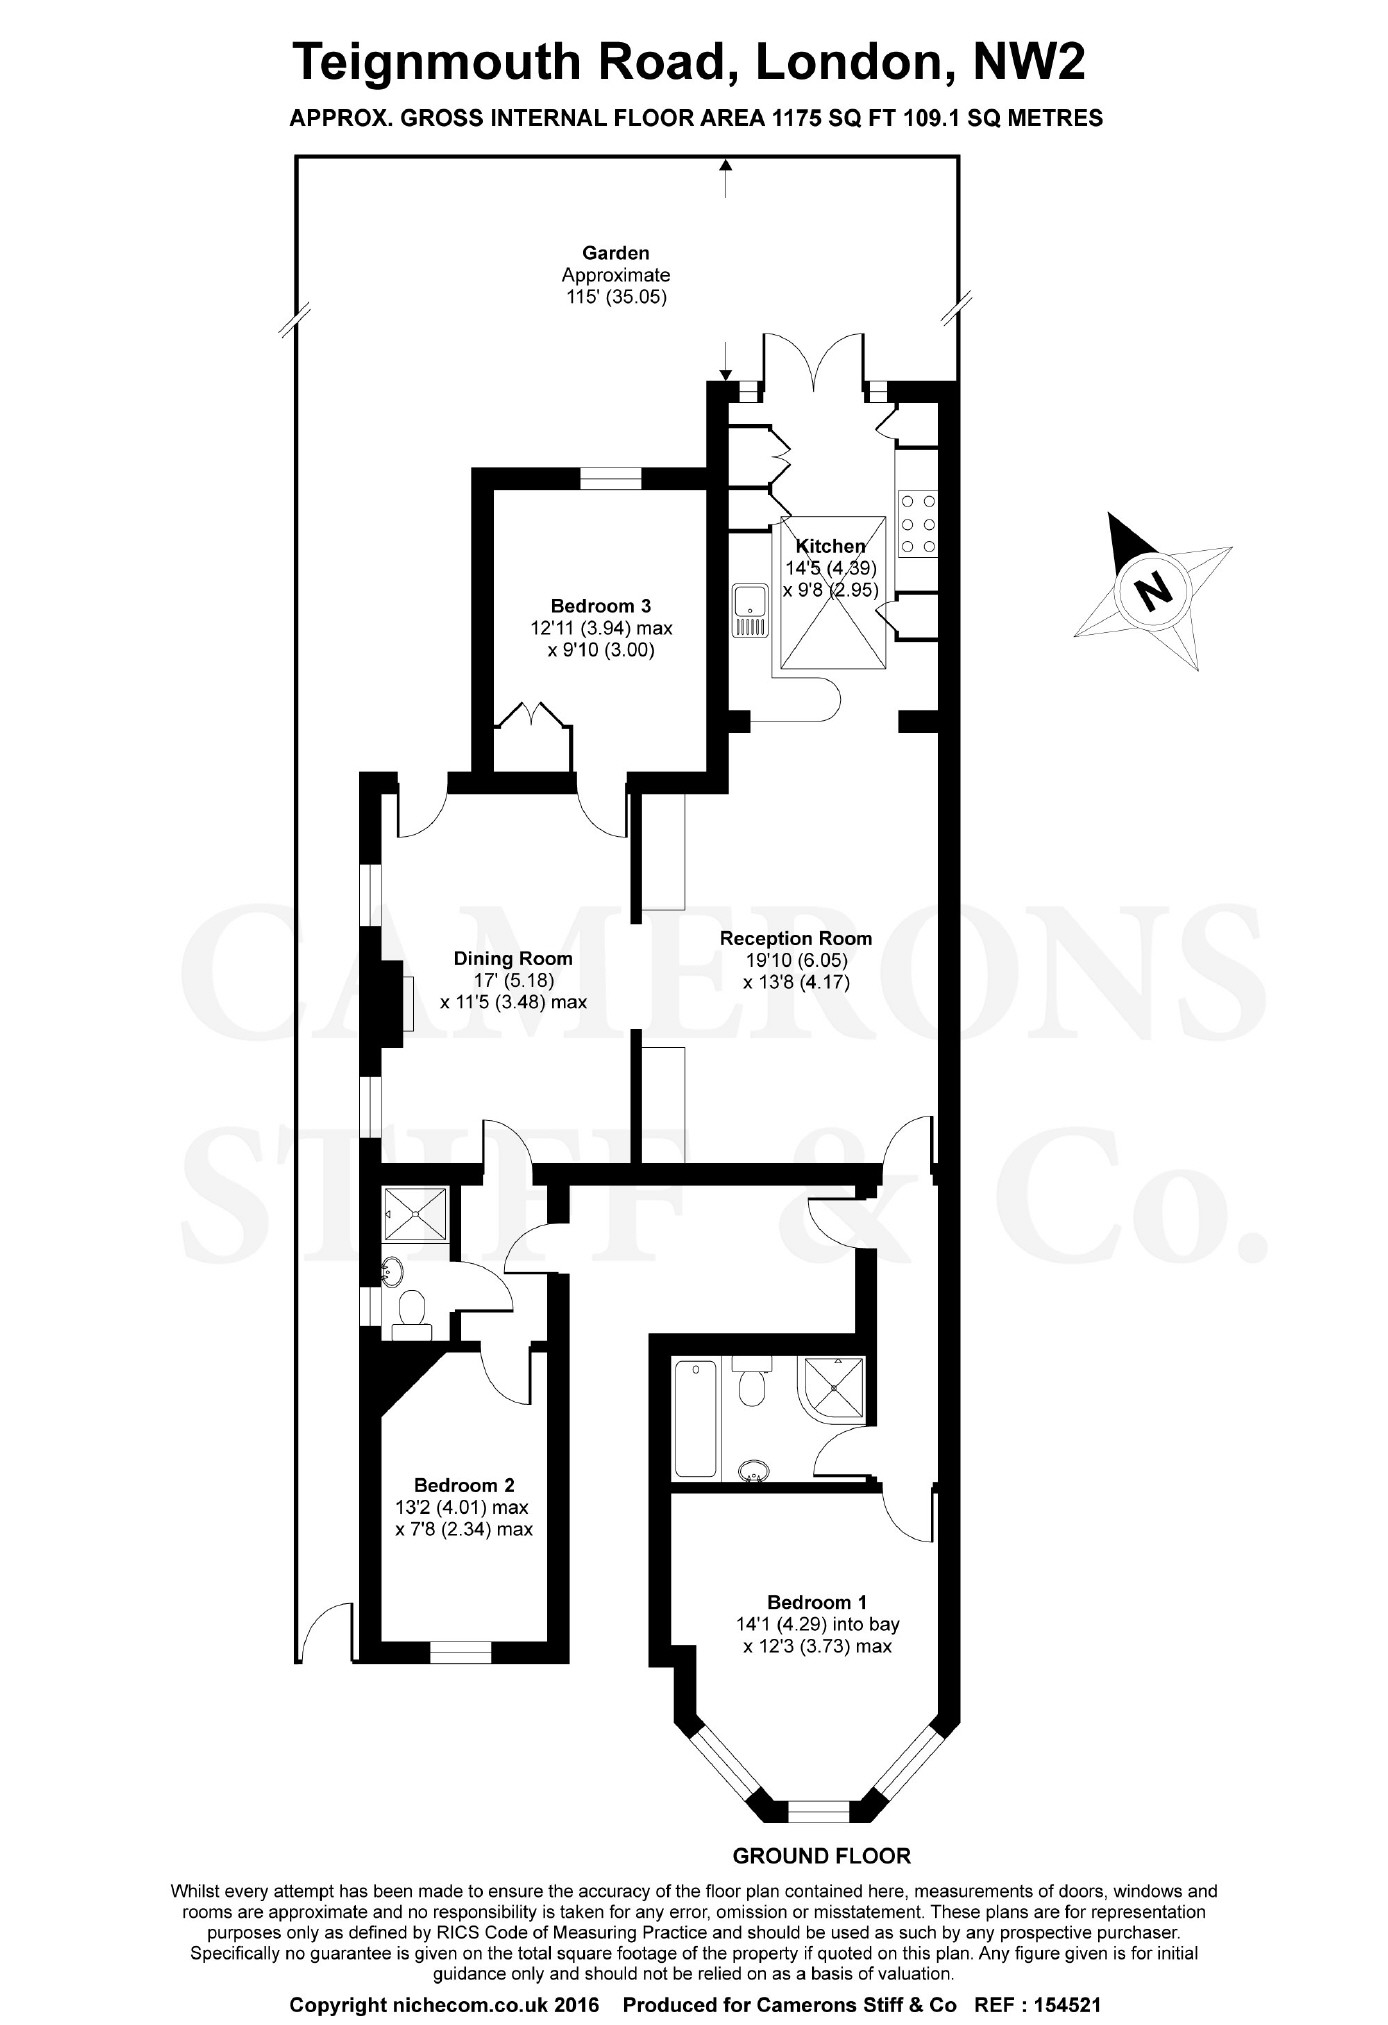 Teignmouth Road, London, NW2
APPROX. GROSS INTERNAL FLOOR AREA 1175 SQ FT 109.1 SQ METRES
Garden
Approximate
115' (35.05)
Kitchen
14'5 (4.39)
x 9'8 (2.95)
N
Bedroom 3
12'11 (3.94) max
x 9'10 (3.00)
CAMERONS
STIFF & Co.
Reception Room
19'10 (6.05)
x 13'8 (4.17)
Dining Room
17' (5.18)
x 11'5 (3.48) max
Bedroom 2
13'2 (4.01) max
x 7'8 (2.34) max
Bedroom 1
14'1 (4.29) into bay
x 12'3 (3.73) max
GROUND FLOOR
Whilst every attempt has been made to ensure the accuracy of the floor plan contained here, measurements of doors, windows and
rooms are approximate and no responsibility is taken for any error, omission or misstatement. These plans are for representation
purposes only as defined by RICS Code of Measuring Practice and should be used as such by any prospective purchaser.
Specifically no guarantee is given on the total square footage of the property if quoted on this plan. Any figure given is for initial
guidance only and should not be relied on as a basis of valuation.
Copyright nichecom.co.uk 2016 Produced for Camerons Stiff & Co REF : 154521